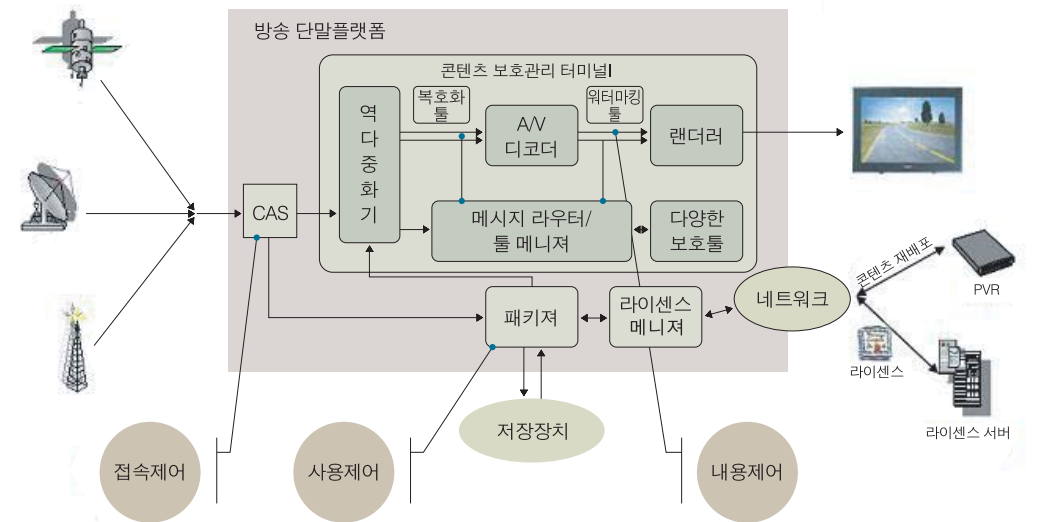 방송 단말플랫폼
콘텐츠 보호관리 터미널
복호화
툴
워터마킹
툴
역
다
중
화
기
A/V
디코더
랜더러
CAS
메시지 라우터/
툴 메니져
다양한
보호툴
콘텐츠 재배포
PVR
네트워크
패키져
라이센스
메니져
라이센스
라이센스 서버
저장장치
접속제어
사용제어
내용제어